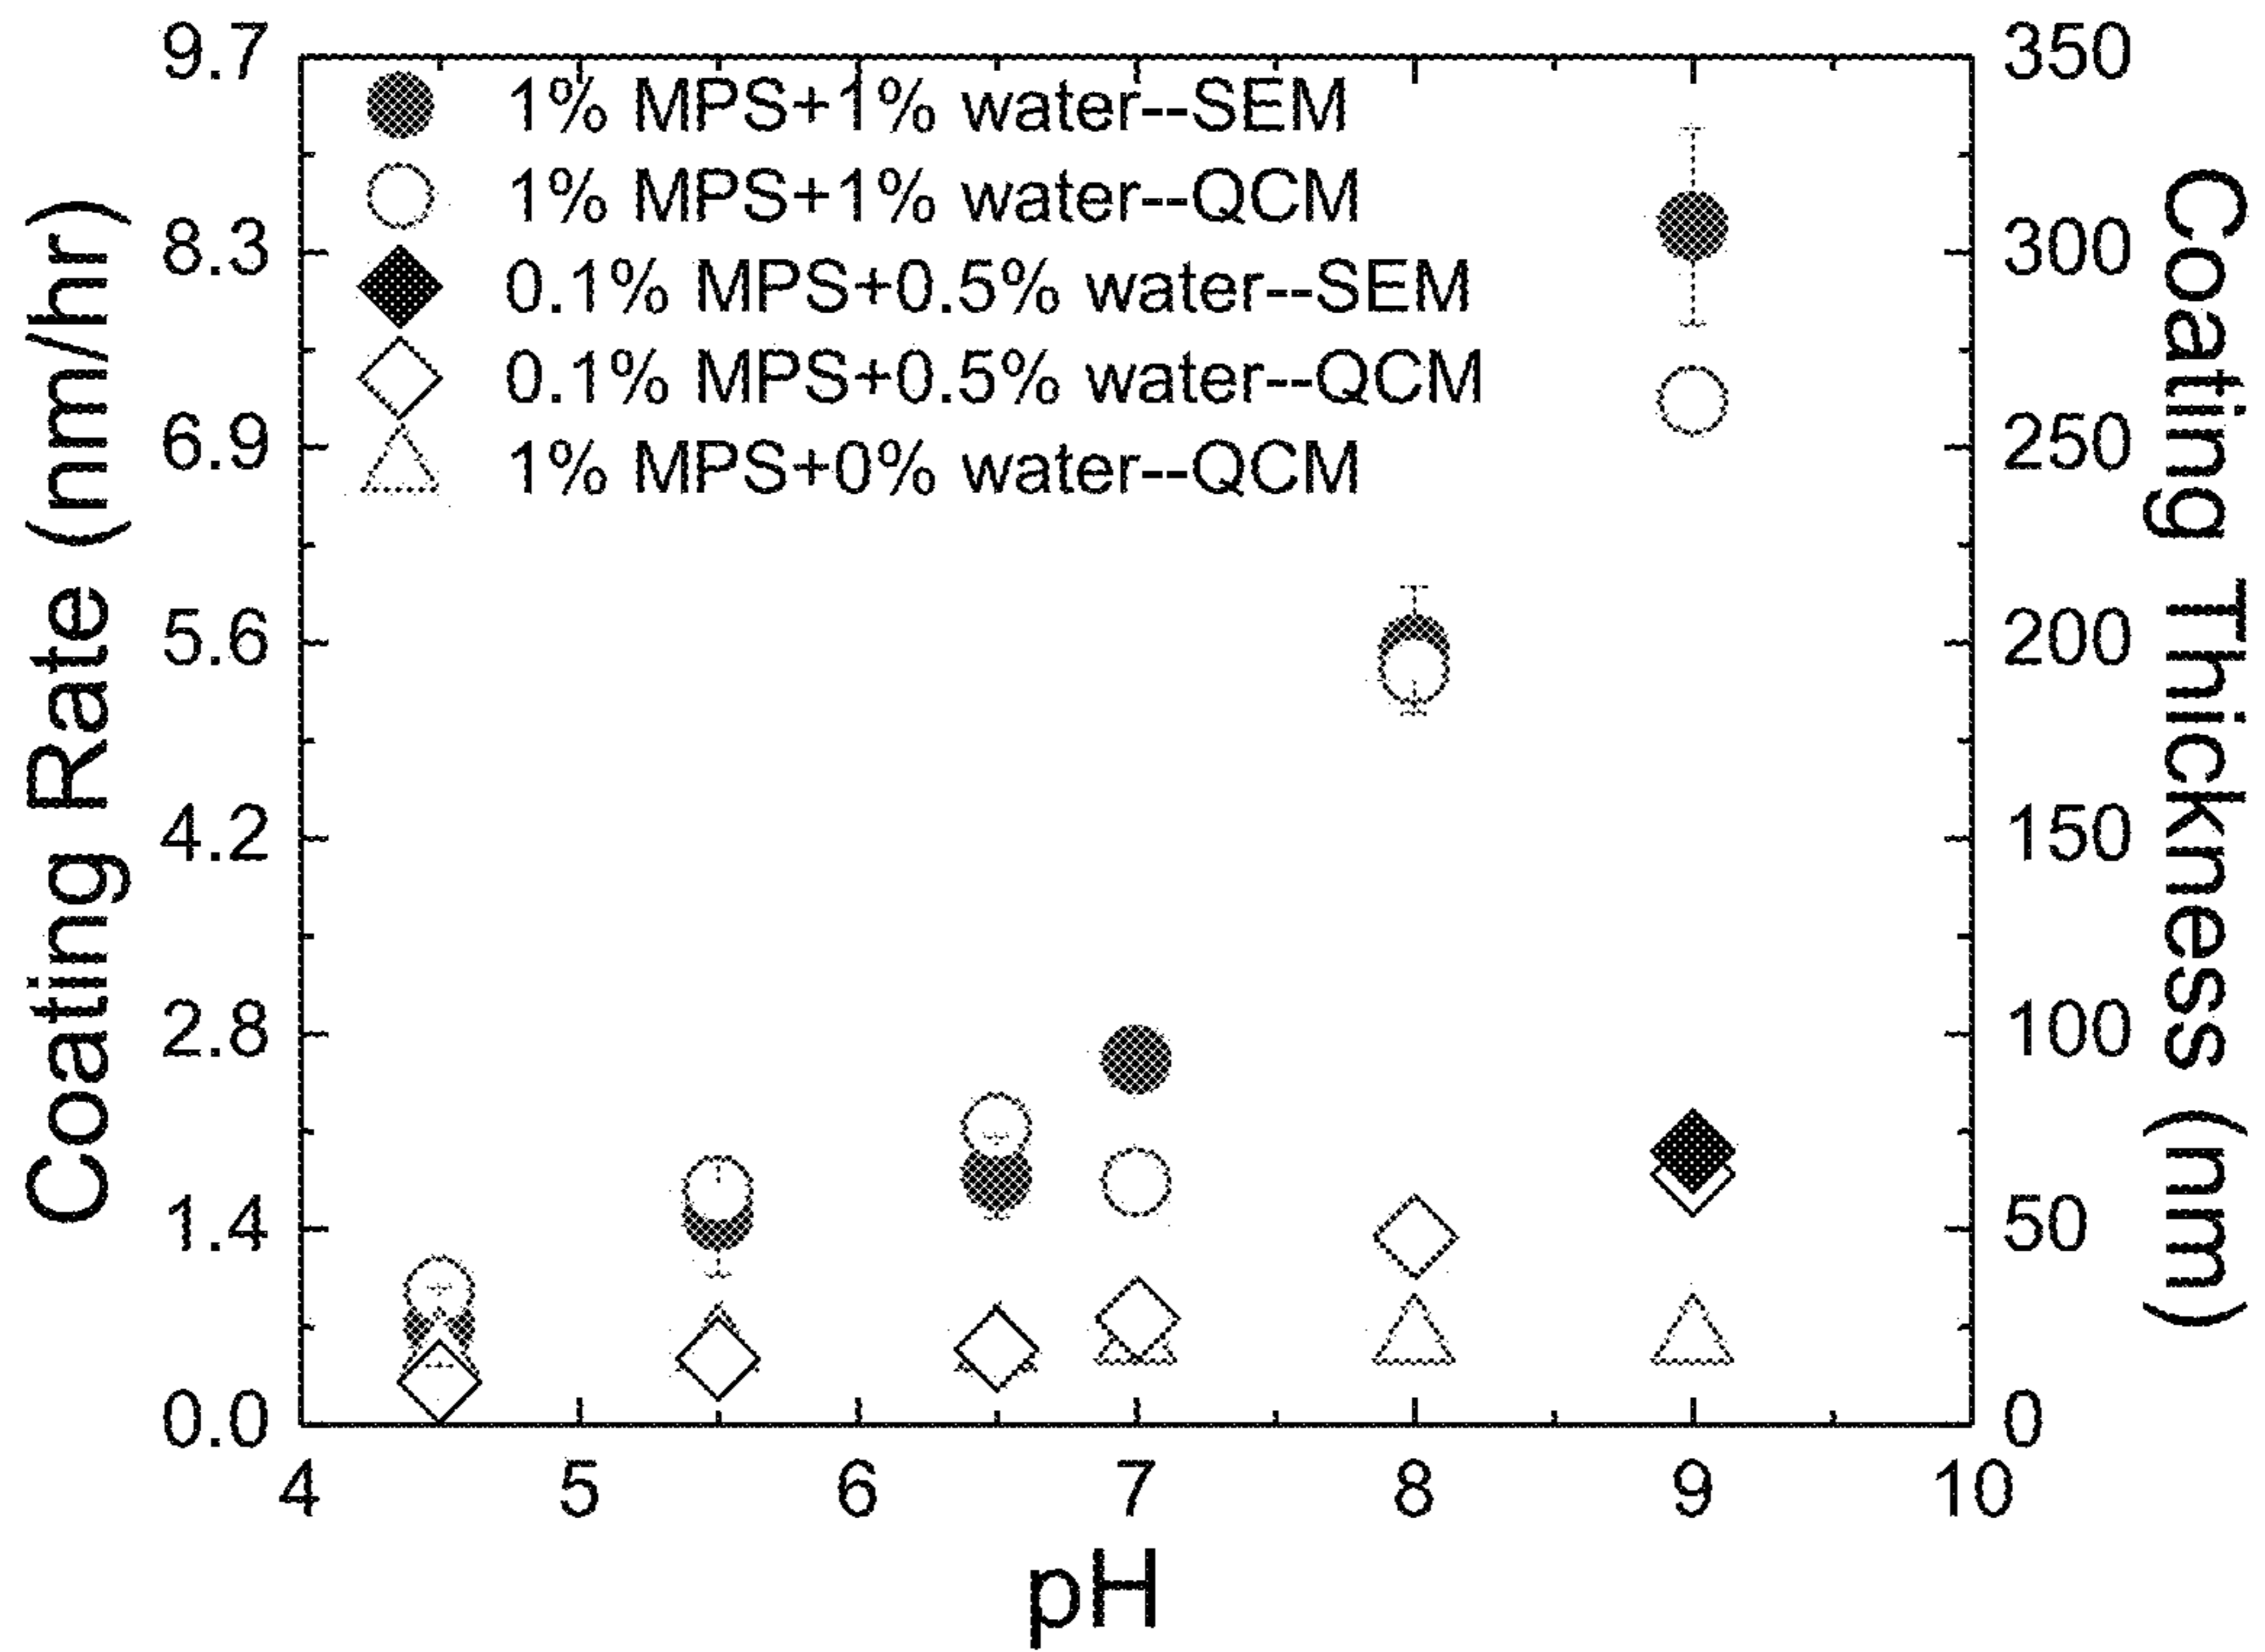 1% MPS+1% water--SEM
1% MPS+1% water--QCM
0.1% MPS+0.5% water--SEM
0.1% MPS+0.5% water--QCM
1% MPS+0% water--QCM
Coating Rate (nm/hr)
9.7
8.3
6.9
5.6
4.2
2.8
1.4
0.0
350
300
250
200
150
100
50
0
Coating Thickness (nm)
4 5 6 7 8 9 10
pH